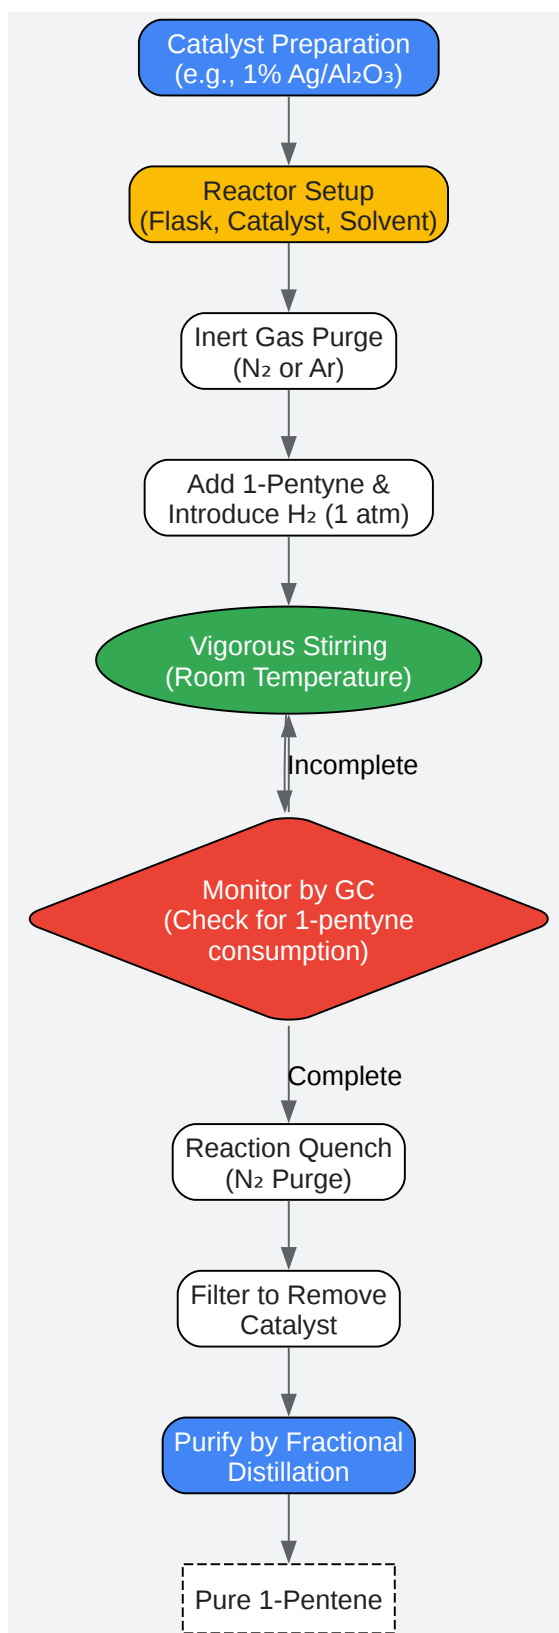 Catalyst Preparation
(e.g., 1% Ag/Al₂O₃)
Reactor Setup
(Flask, Catalyst, Solvent)
Inert Gas Purge
(N₂ or Ar)
Add 1-Pentyne &
Introduce H₂ (1 atm)
Vigorous Stirring
(Room Temperature)
Incomplete
Monitor by GC
(Check for 1-pentyne
consumption)
Complete
Reaction Quench
(N₂ Purge)
Filter to Remove
Catalyst
Purify by Fractional
Distillation
Pure 1-Pentene